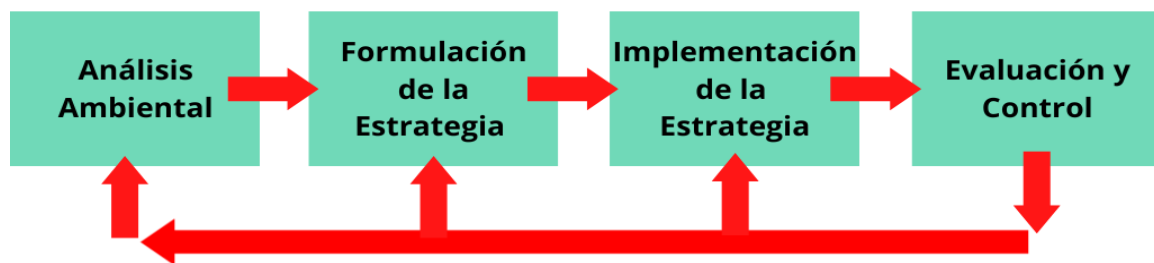 Análisis
Ambiental
Formulación
de la
Estrategia
Implementación
de la
Estrategia
Evaluación y
Control